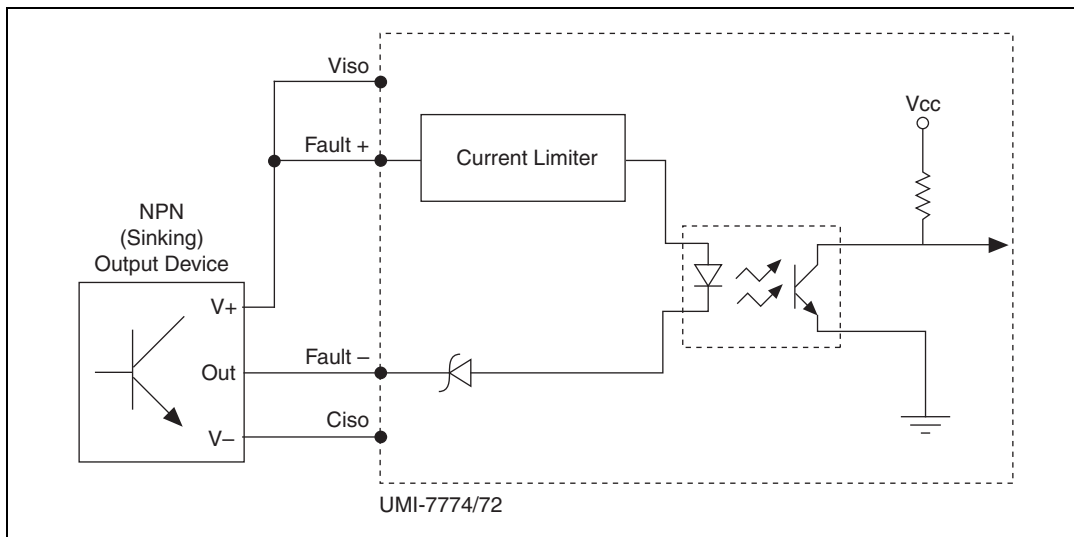 Viso
Fault +
Current Limiter
Vcc
NPN
(Sinking)
Output Device
V+
Out
Fault –
V–
Ciso
UMI-7774/72